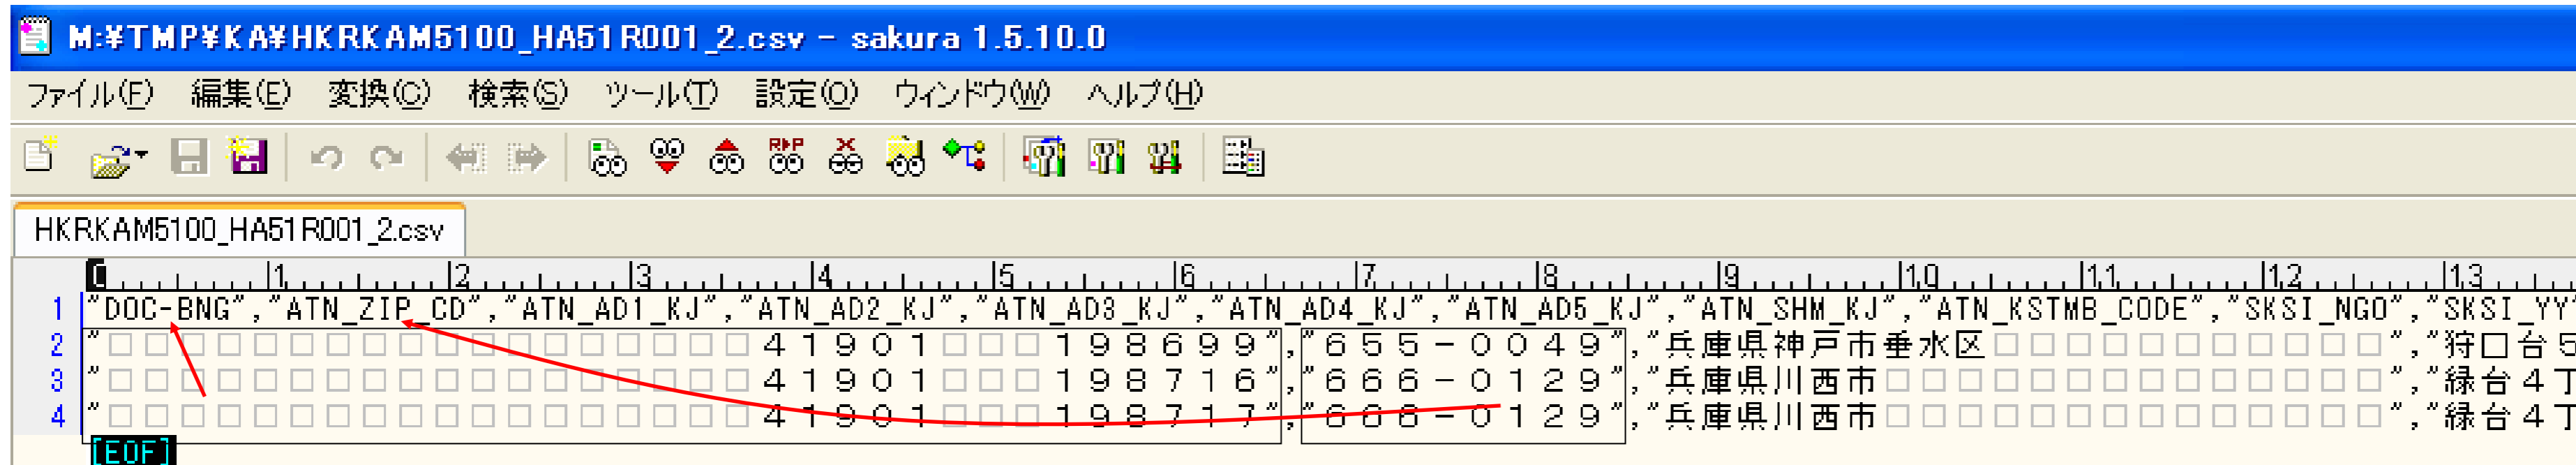 M:¥TMP¥KA¥HKRKAM5100_HA51R001_2.csv - sakura 1.5.10.0
ファイル(F) 編集(E) 変換(C) 検索(S) ツール(T) 設定(O) ウィンドウ(W) ヘルプ(H)
HKRKAM5100_HA51R001_2.csv
0 1 2 3 4 5 6 7 8 9 10 11 12 13
1 "DOC-BNG","ATN_ZIP_CD","ATN_AD1_KJ","ATN_AD2_KJ","ATN_AD3_KJ","ATN_AD4_KJ","ATN_AD5_KJ","ATN_SHM_KJ","ATN_KSTMB_CODE","SKSI_NGO","SKSI_YY"
2 "□□□□□□□□□□□□□□□□□□41901□□□198699","655-0049","兵庫県神戸市垂水区□□□□□□□□□□□","狩口台5
3 "□□□□□□□□□□□□□□□□□□41901□□□198716","666-0129","兵庫県川西市□□□□□□□□□□□□□□","緑台4丁
4 "□□□□□□□□□□□□□□□□□□41901□□□198717","666-0129","兵庫県川西市□□□□□□□□□□□□□□","緑台4丁
[EOF]